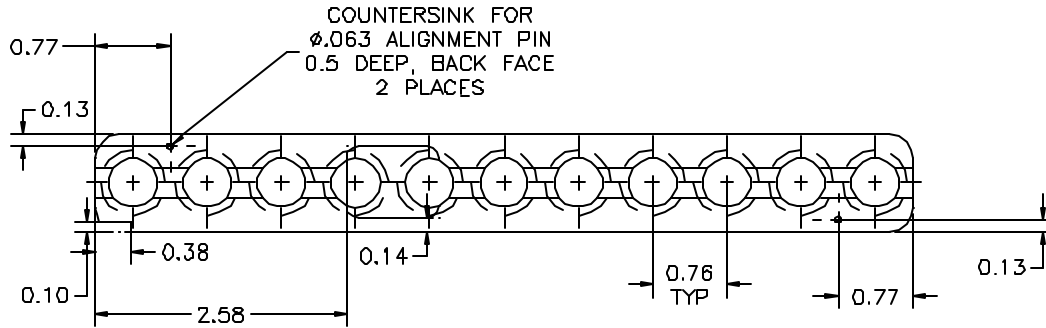 COUNTERSINK FOR
Ø.063 ALIGNMENT PIN
0.5 DEEP, BACK FACE
2 PLACES
0.77
0.13
0.38
0.14
0.10
2.58
0.76
TYP
0.77
0.13